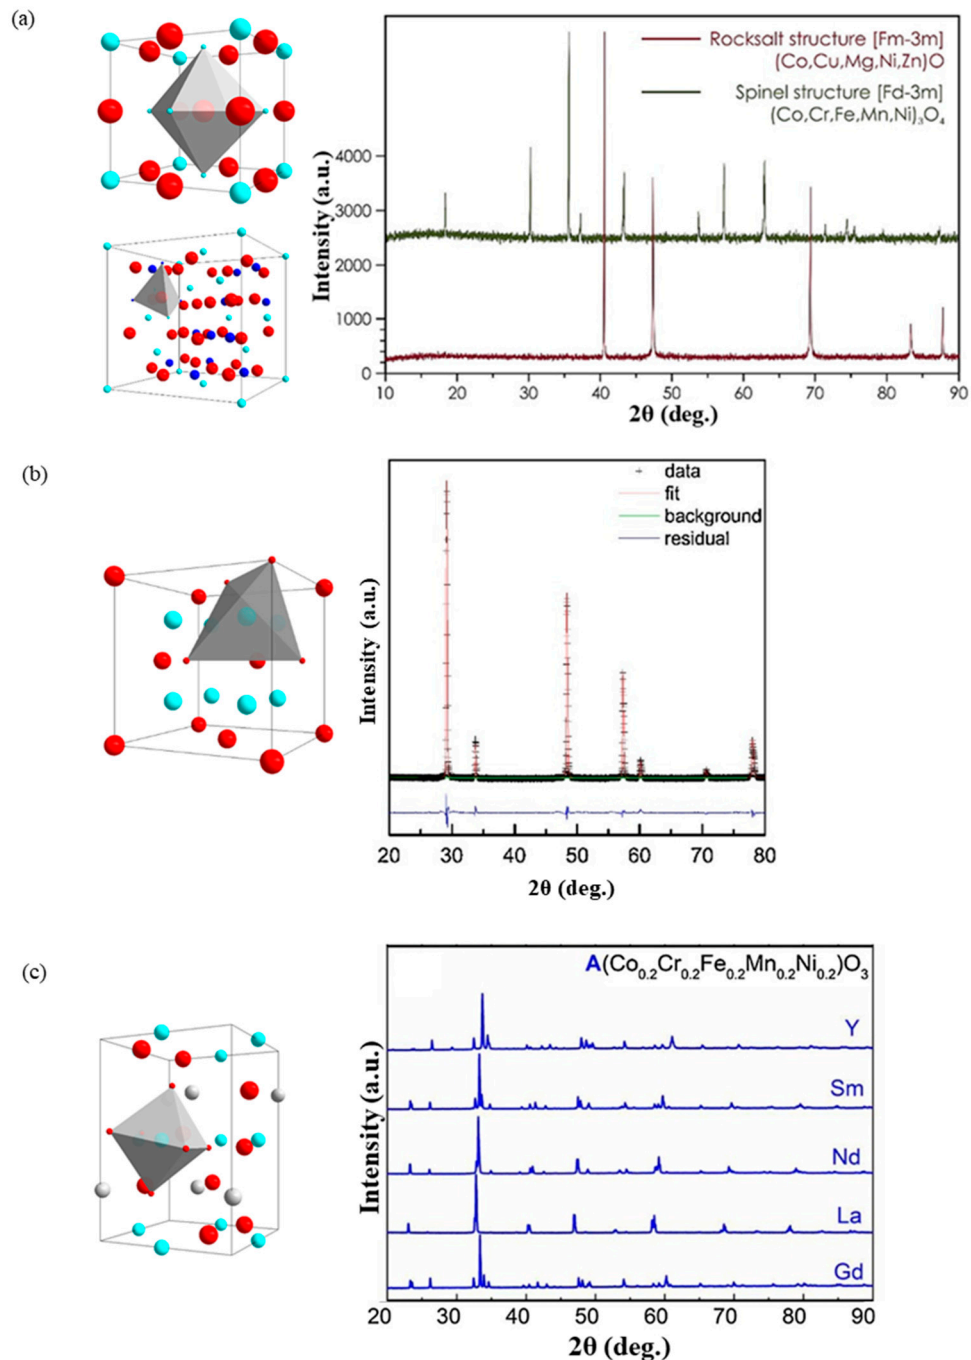 (a)
Rocksalt structure [Fm-3m]
(Co,Cu,Mg,Ni,Zn)O
Spinel structure [Fd-3m]
(Co,Cr,Fe,Mn,Ni)₃O₄
Intensity (a.u.)
4000
3000
2000
1000
0
10 20 30 40 50 60 70 80 90
2θ (deg.)
(b)
data
fit
background
residual
Intensity (a.u.)
20 30 40 50 60 70 80
2θ (deg.)
(c)
A(Co₀.₂Cr₀.₂Fe₀.₂Mn₀.₂Ni₀.₂)O₃
Y
Sm
Nd
La
Gd
Intensity (a.u.)
20 30 40 50 60 70 80 90
2θ (deg.)